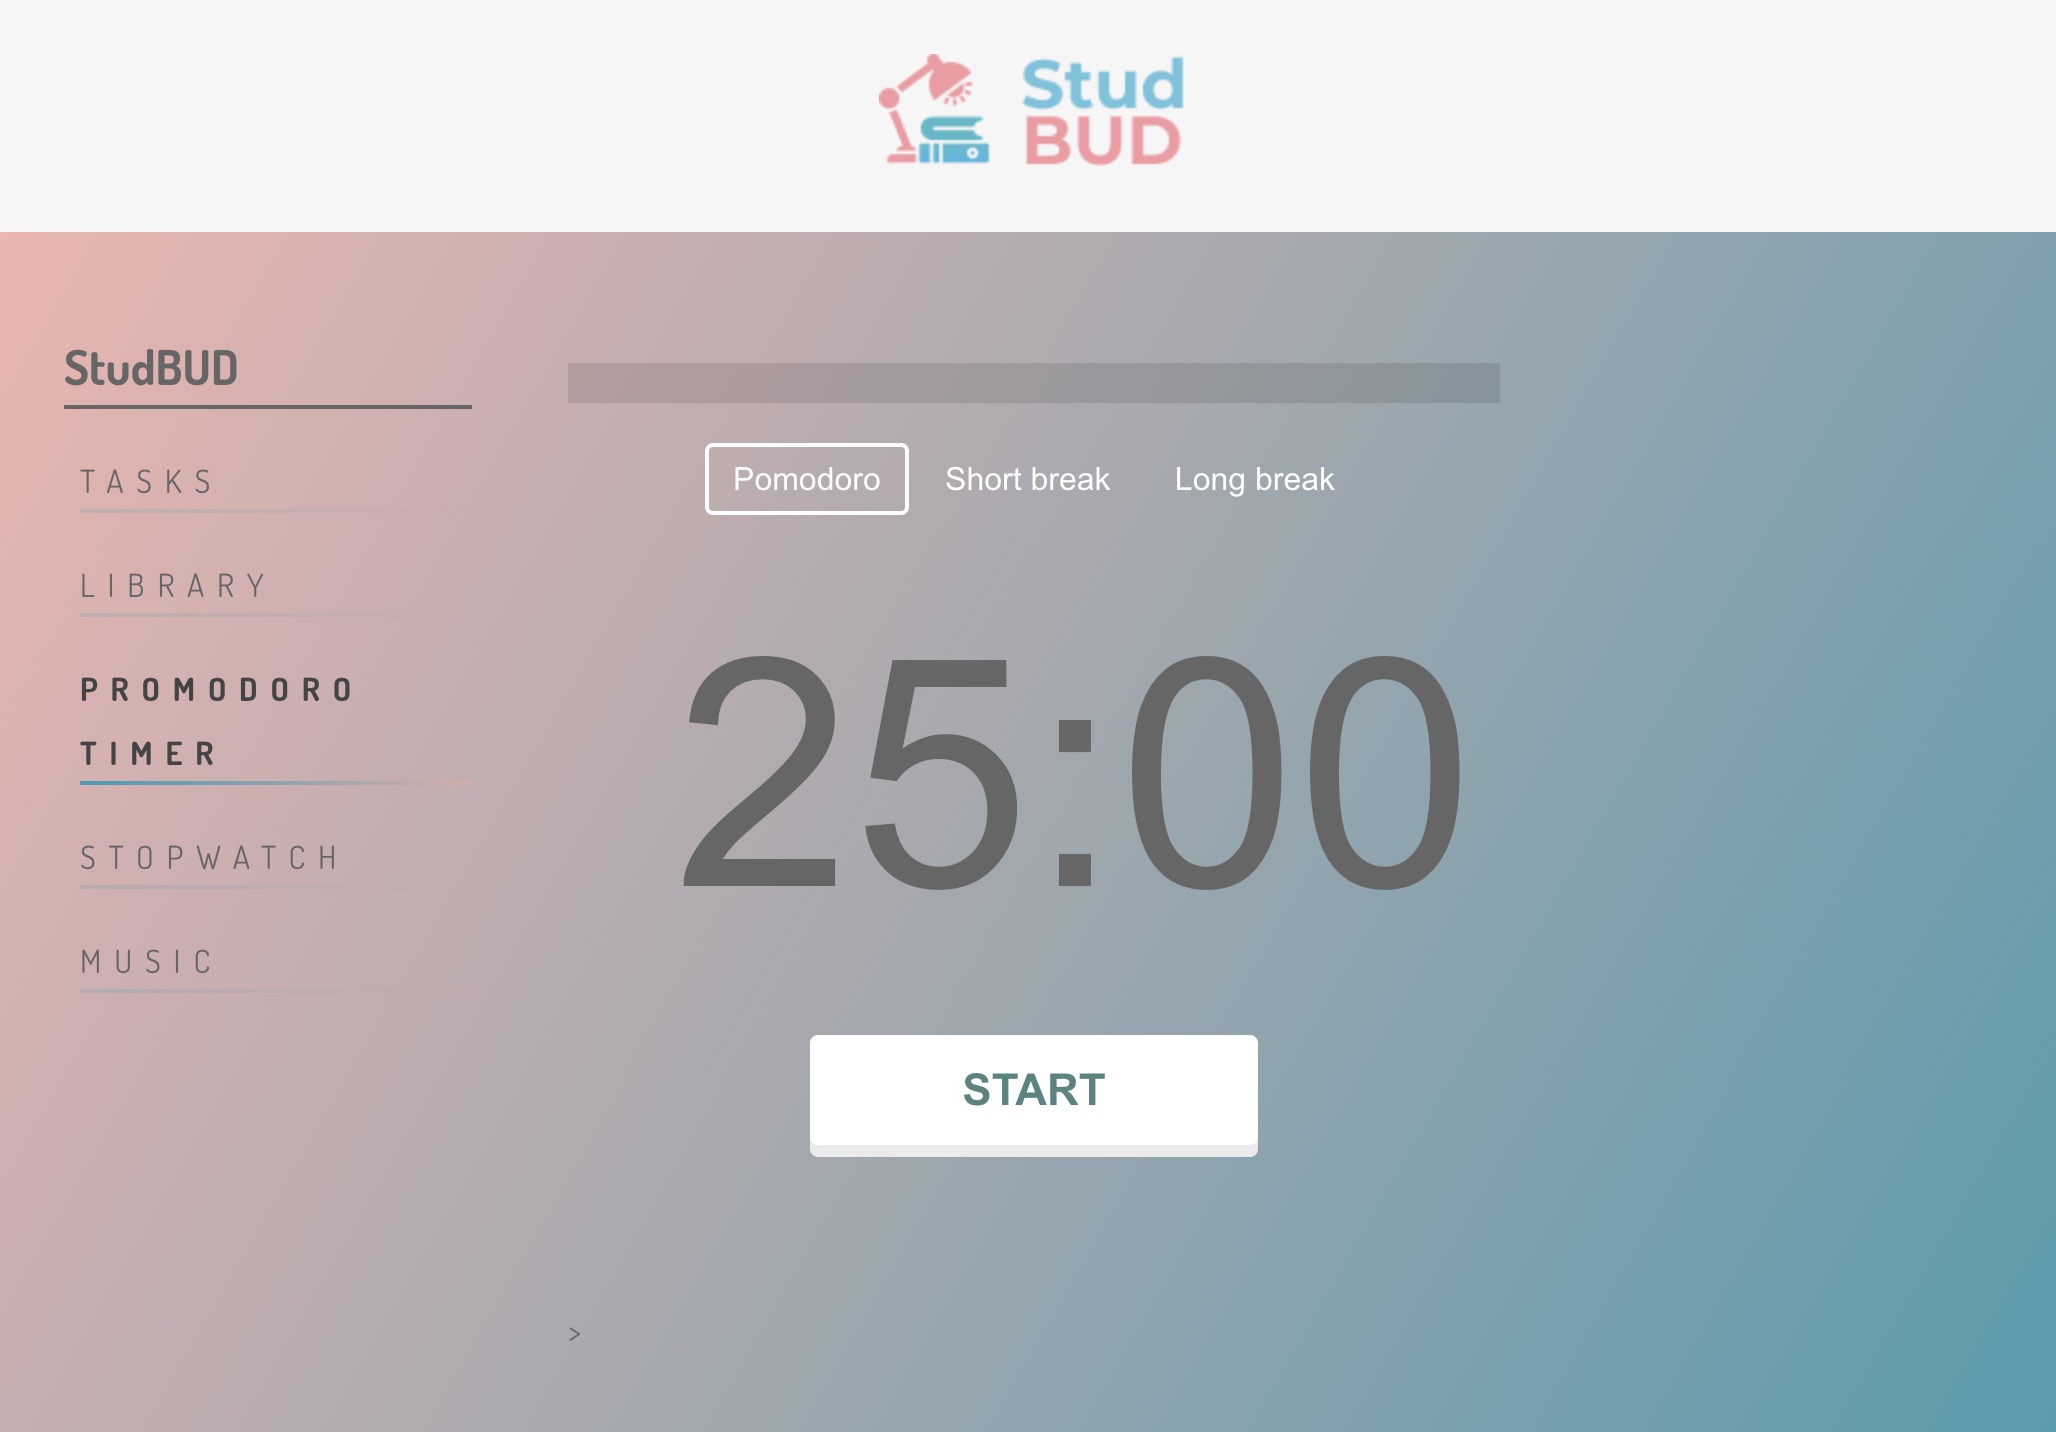 Stud
BUD
StudBUD
TASKS
LIBRARY
PROMODORO
TIMER
STOPWATCH
MUSIC
Pomodoro Short break Long break
25:00
START
>